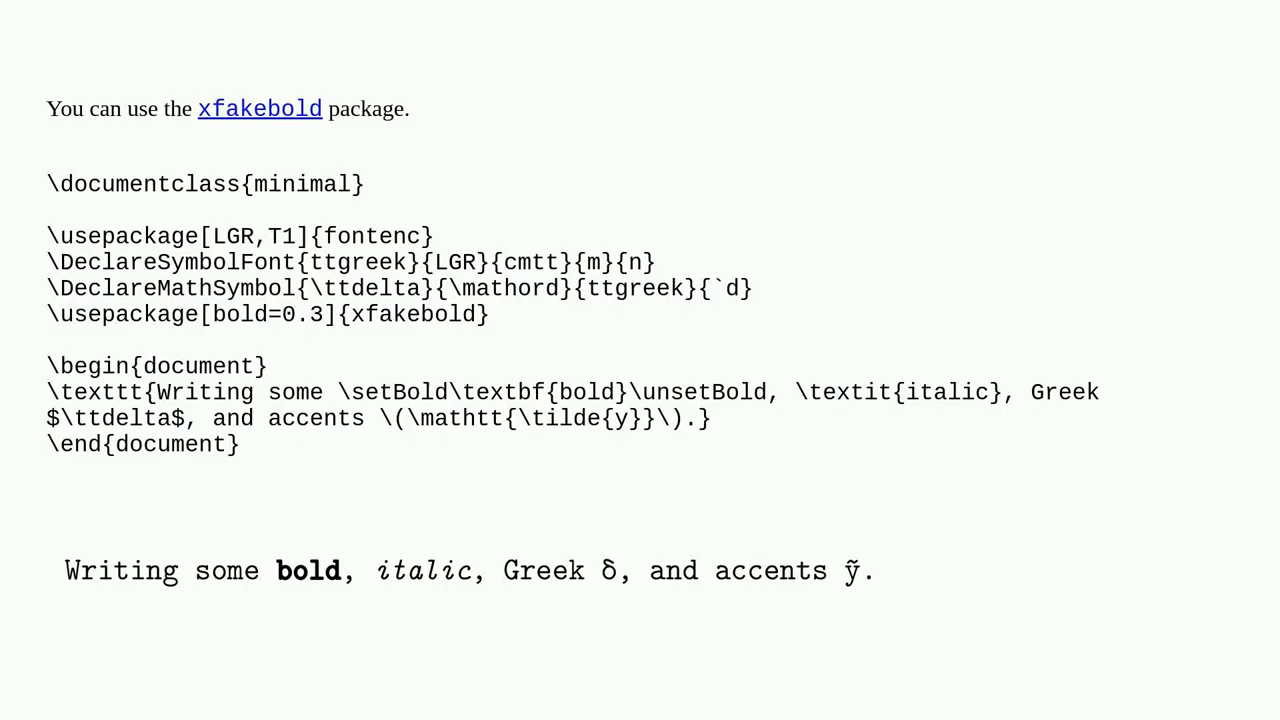 You can use the xfakebold package.
\documentclass{minimal}
\usepackage[LGR,T1]{fontenc}
\DeclareSymbolFont{ttgreek}{LGR}{cmtt}{m}{n}
\DeclareMathSymbol{\ttdelta}{\mathord}{ttgreek}{`d}
\usepackage[bold=0.3]{xfakebold}
\begin{document}
\texttt{Writing some \setBold\textbf{bold}\unsetBold, \textit{italic}, Greek
$\ttdelta$, and accents \(\mathtt{\tilde{y}}\).}
\end{document}
Writing some bold, italic, Greek δ, and accents ỹ.